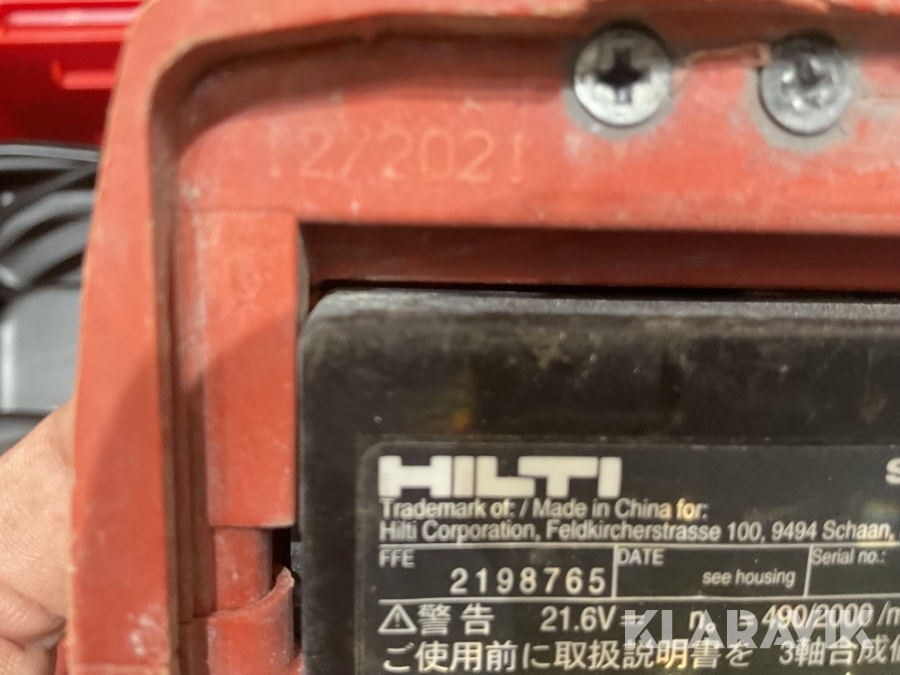 12/2021
HILTI
Trademark of: / Made in China for:
Hilti Corporation, Feldkircherstrasse 100, 9494 Schaan,
FFE
2198765
DATE
see housing
Serial no.:
⚠警告 21.6V⎓ n₀ = 490/2000 /m
ご使用前に取扱説明書を 3軸合成値
KLARAVIK